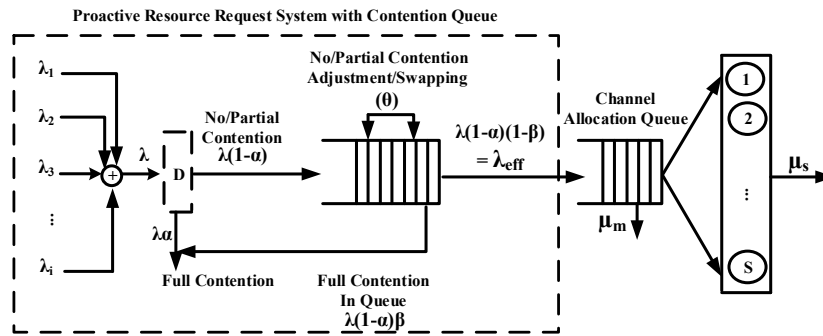 Proactive Resource Request System with Contention Queue
λ1
λ2
λ3
⋮
λi
+
λ
D
No/Partial
Contention
λ(1-α)
λα
Full Contention
No/Partial Contention
Adjustment/Swapping
(θ)
Full Contention
In Queue
λ(1-α)β
λ(1-α)(1-β)
= λeff
Channel
Allocation Queue
μm
1
2
⋮
S
μs